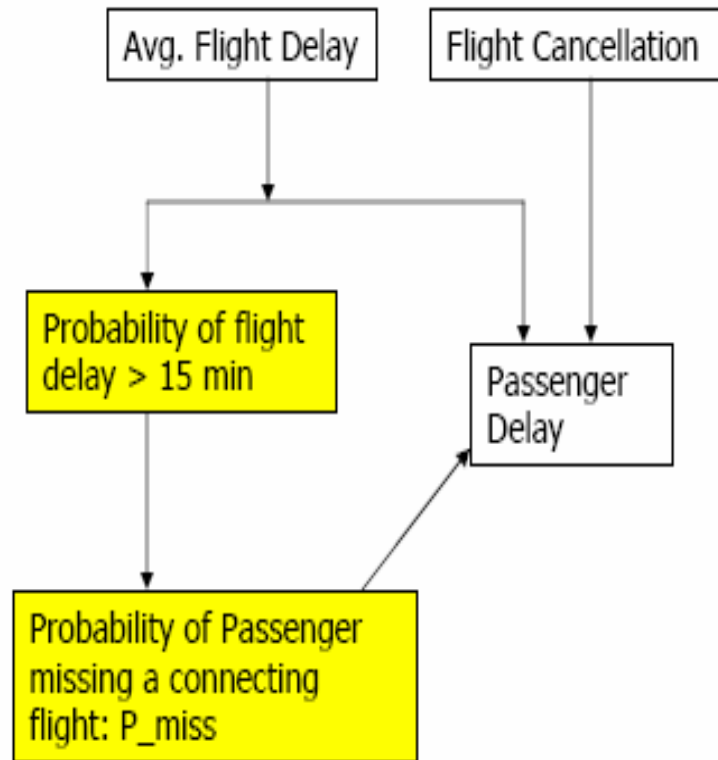 Avg. Flight Delay
Flight Cancellation
Probability of flight
delay > 15 min
Passenger
Delay
Probability of Passenger
missing a connecting
flight: P_miss